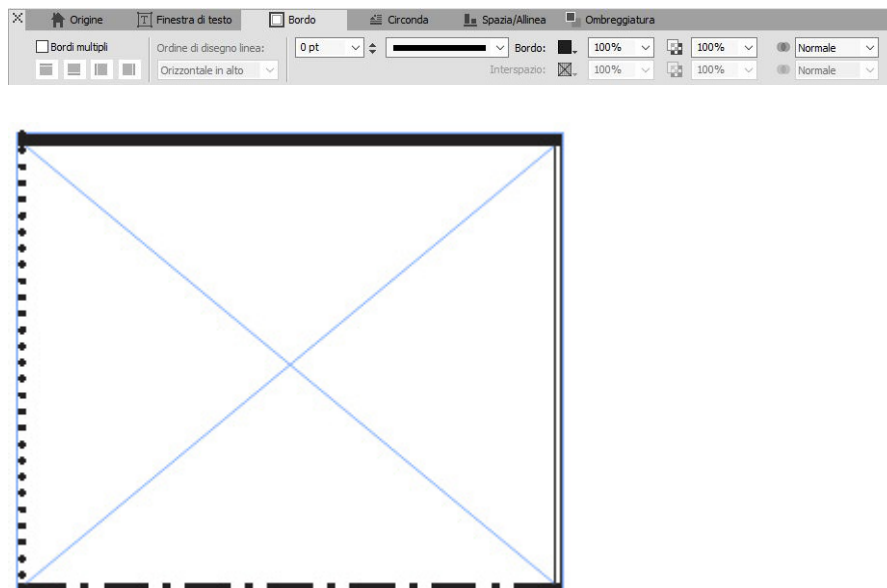 Origine Finestra di testo Bordo Circonda Spazia/Allinea Ombreggiatura
Bordi multipli Ordine di disegno linea: 0 pt Bordo: 100% 100% Normale
Orizzontale in alto Interspazio: 100% 100% Normale